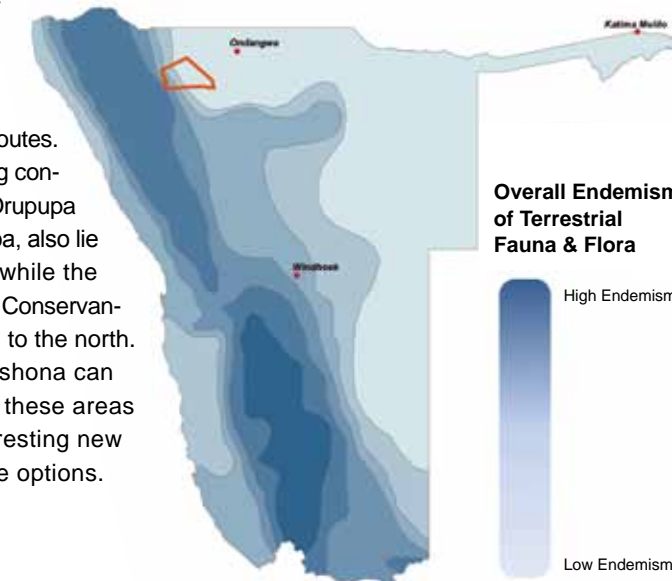 outes.
g con-
Orupupa
pa, also lie
while the
Conservan-
to the north.
shona can
these areas
resting new
e options.
Ondangwa
Katima Mulilo
Windhoek
Overall Endemism
of Terrestrial
Fauna & Flora
High Endemism
Low Endemism